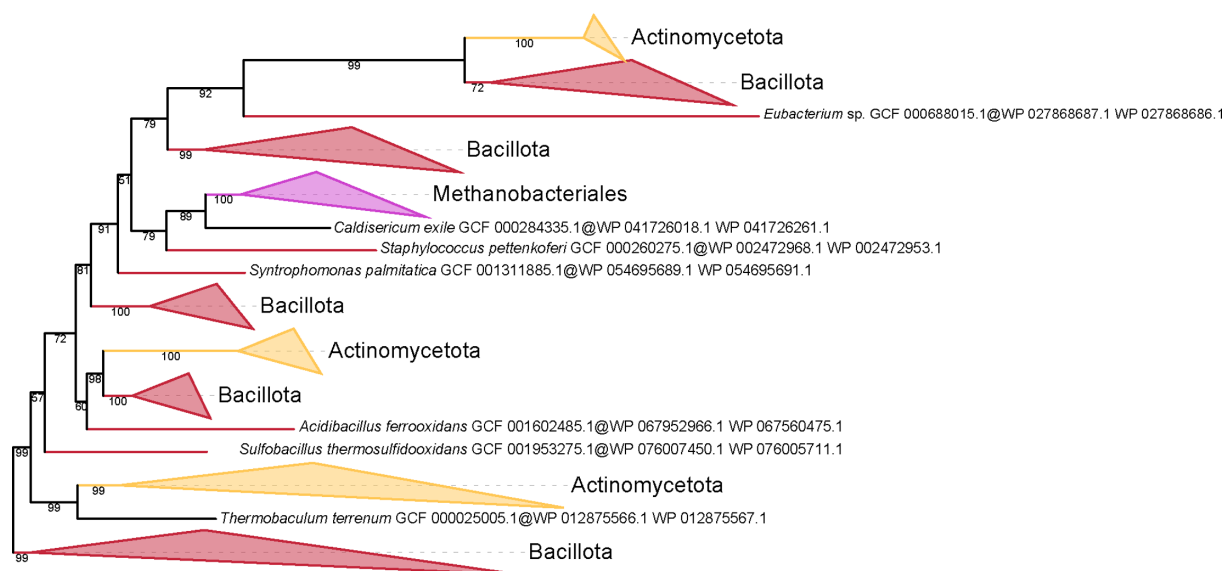 100
Actinomycetota
99
72
Bacillota
92
Eubacterium sp. GCF 000688015.1@WP 027868687.1 WP 027868686.1
79
99
Bacillota
51
100
Methanobacteriales
89
Caldisericum exile GCF 000284335.1@WP 041726018.1 WP 041726261.1
79
Staphylococcus pettenkoferi GCF 000260275.1@WP 002472968.1 WP 002472953.1
91
Syntrophomonas palmitatica GCF 001311885.1@WP 054695689.1 WP 054695691.1
81
100
Bacillota
72
100
Actinomycetota
98
100
Bacillota
60
Acidibacillus ferrooxidans GCF 001602485.1@WP 067952966.1 WP 067560475.1
57
Sulfobacillus thermosulfidooxidans GCF 001953275.1@WP 076007450.1 WP 076005711.1
99
99
Actinomycetota
99
Thermobaculum terrenum GCF 000025005.1@WP 012875566.1 WP 012875567.1
99
Bacillota